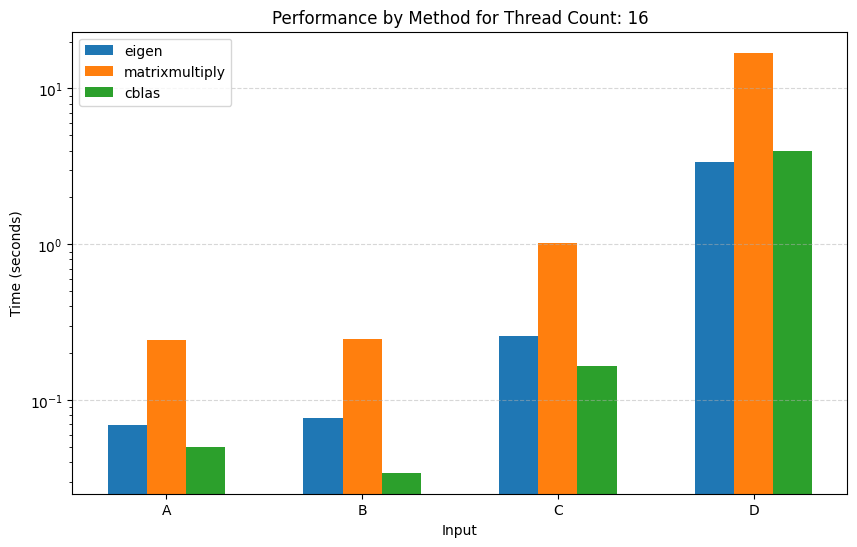 Performance by Method for Thread Count: 16
eigen
matrixmultiply
cblas
10¹
10⁰
10⁻¹
Time (seconds)
A B C D
Input